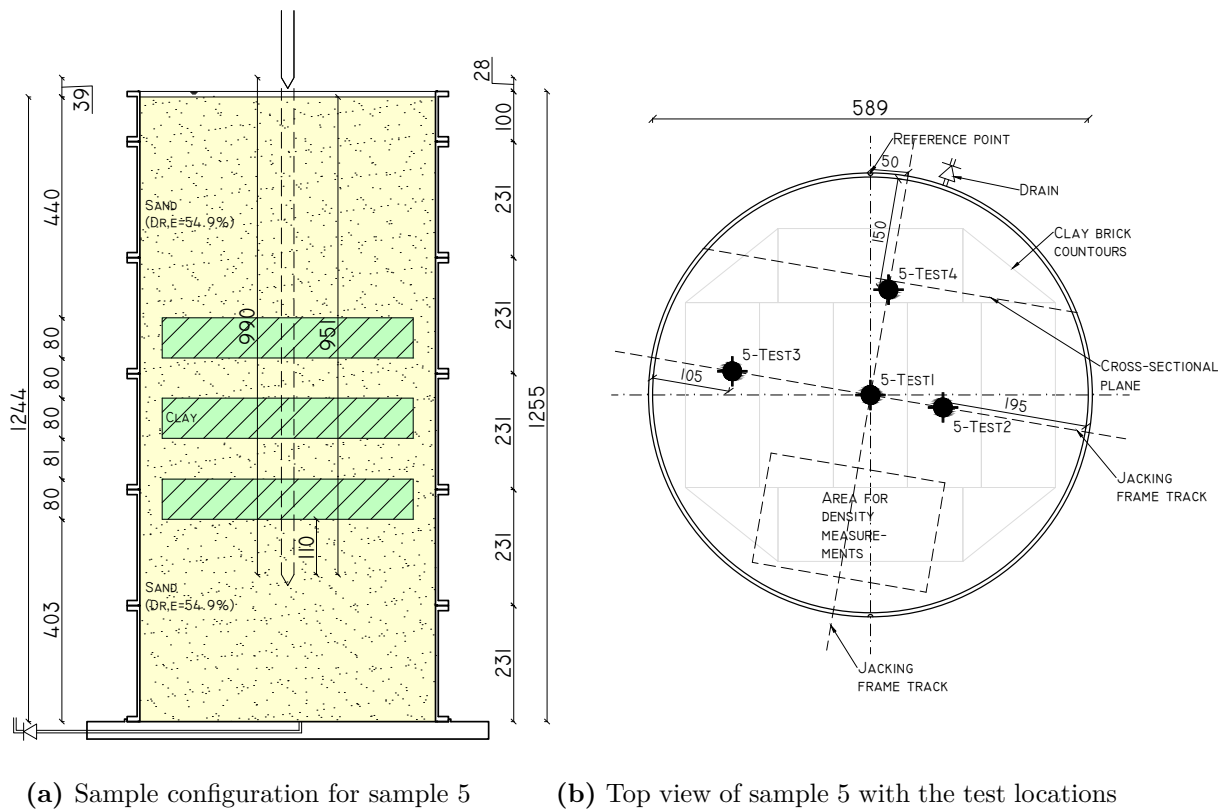 39
28
100
440
231
SAND
(DR,E=54.9%)
990
951
231
80
80
80
81
80
CLAY
1244
231
1255
231
110
SAND
(DR,E=54.9%)
403
231
(a) Sample configuration for sample 5
589
REFERENCE POINT
50
DRAIN
150
CLAY BRICK
COUNTOURS
5-TEST4
5-TEST3
105
5-TEST1
CROSS-SECTIONAL
PLANE
195
5-TEST2
JACKING
FRAME TRACK
AREA FOR
DENSITY
MEASURE-
MENTS
JACKING
FRAME TRACK
(b) Top view of sample 5 with the test locations